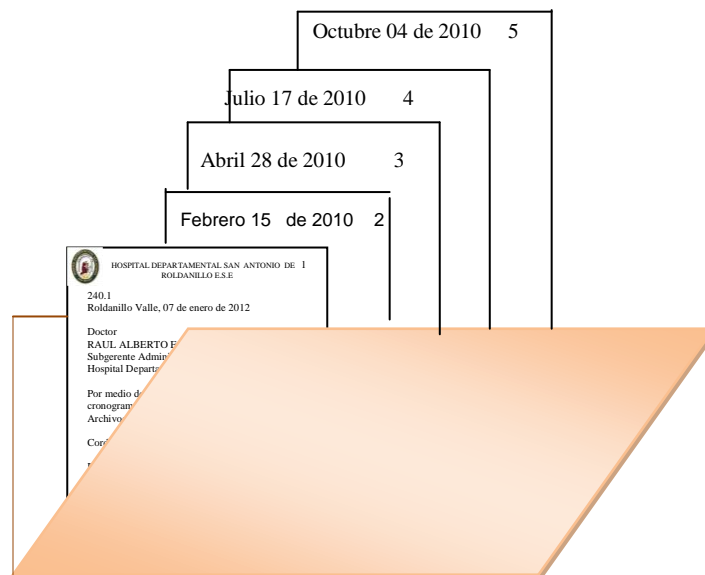 Octubre 04 de 2010 5
Julio 17 de 2010 4
Abril 28 de 2010 3
Febrero 15 de 2010 2
HOSPITAL DEPARTAMENTAL SAN ANTONIO DE 1
ROLDANILLO E.S.E
240.1
Roldanillo Valle, 07 de enero de 2012
Doctor
RAUL ALBERTO
Subgerente
Hospital
Por medio